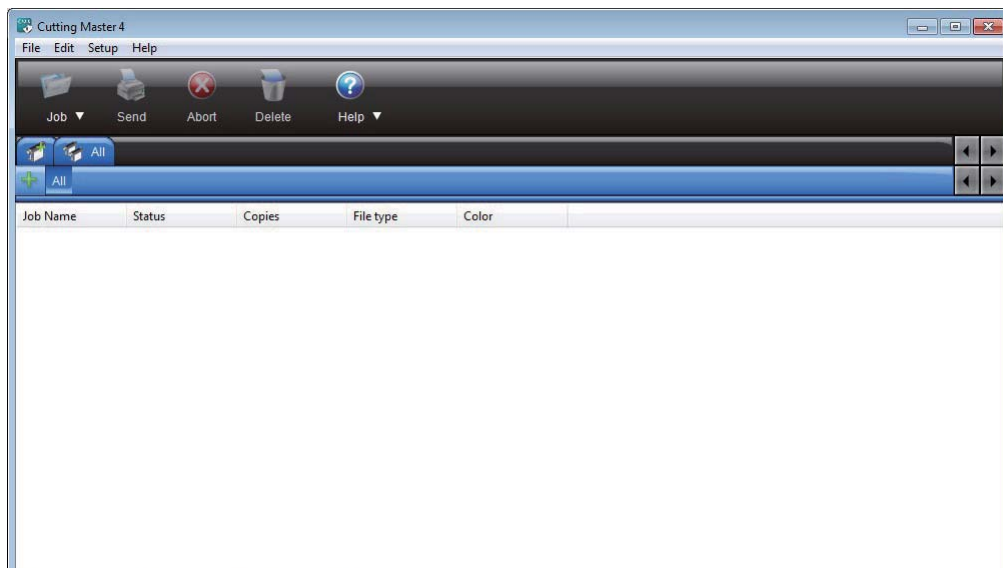 Cutting Master 4
File Edit Setup Help
Job Send Abort Delete Help
All
All
Job Name Status Copies File type Color